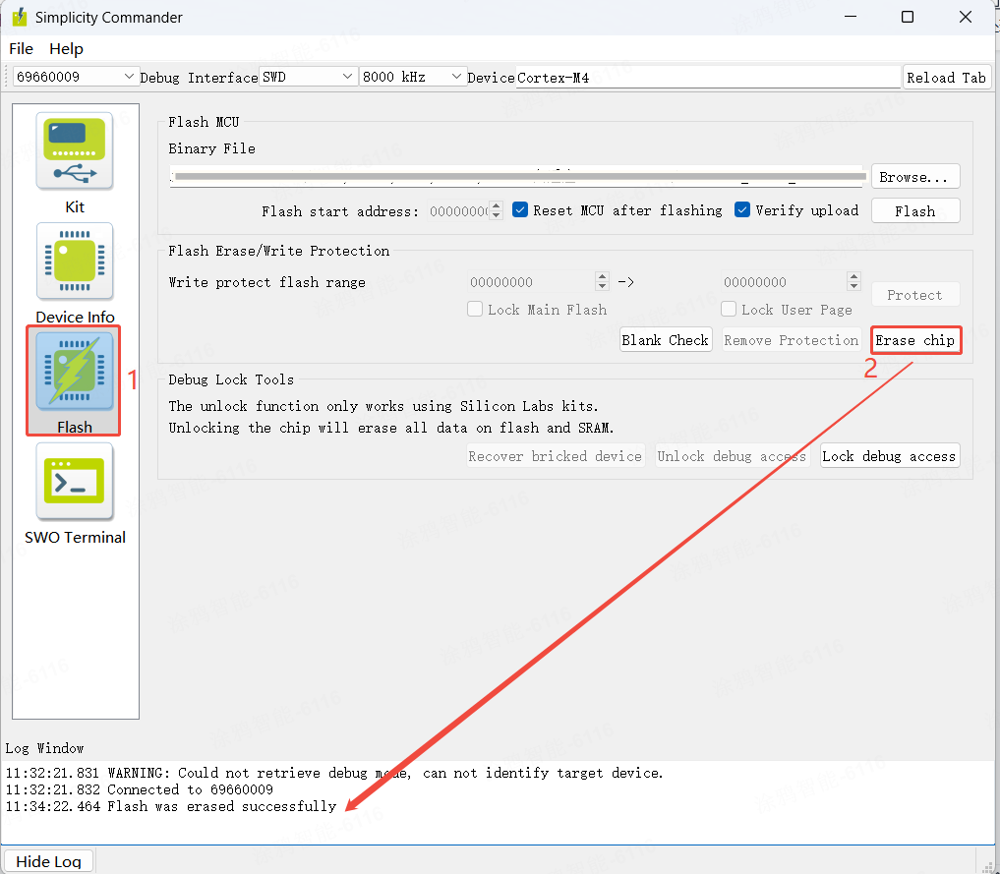 Simplicity Commander
File Help
69660009 Debug Interface SWD 8000 kHz Device Cortex-M4 Reload Tab
Kit
Device Info
1
Flash
SWO Terminal
Flash MCU
Binary File
Browse...
Flash start address: 00000000 Reset MCU after flashing Verify upload Flash
Flash Erase/Write Protection
Write protect flash range 00000000 -> 00000000
Protect
Lock Main Flash Lock User Page
Blank Check Remove Protection Erase chip
2
Debug Lock Tools
The unlock function only works using Silicon Labs kits.
Unlocking the chip will erase all data on flash and SRAM.
Recover bricked device Unlock debug access Lock debug access
Log Window
11:32:21.831 WARNING: Could not retrieve debug mode, can not identify target device.
11:32:21.832 Connected to 69660009
11:34:22.464 Flash was erased successfully
Hide Log